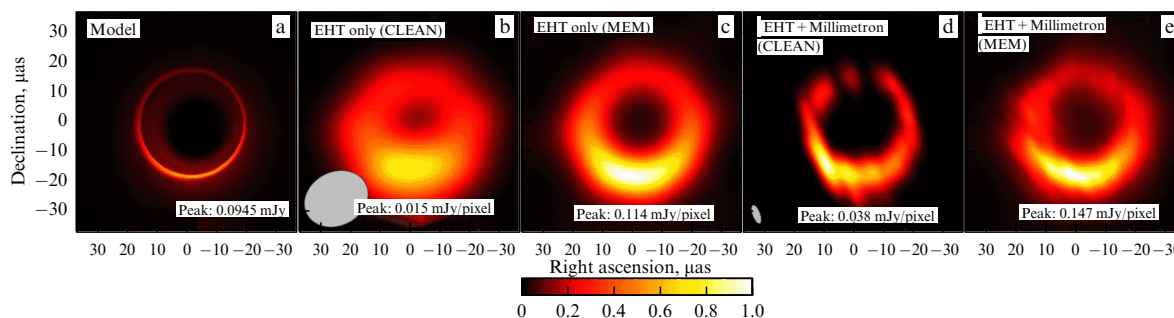 Model
a
EHT only (CLEAN)
b
EHT only (MEM)
c
EHT + Millimetron
(CLEAN)
d
EHT + Millimetron
(MEM)
e
Declination, μas
30
20
10
0
−10
−20
−30
Peak: 0.0945 mJy
Peak: 0.015 mJy/pixel
Peak: 0.114 mJy/pixel
Peak: 0.038 mJy/pixel
Peak: 0.147 mJy/pixel
30 20 10 0 −10 −20 −30
30 20 10 0 −10 −20 −30
30 20 10 0 −10 −20 −30
30 20 10 0 −10 −20 −30
30 20 10 0 −10 −20 −30
Right ascension, μas
0 0.2 0.4 0.6 0.8 1.0